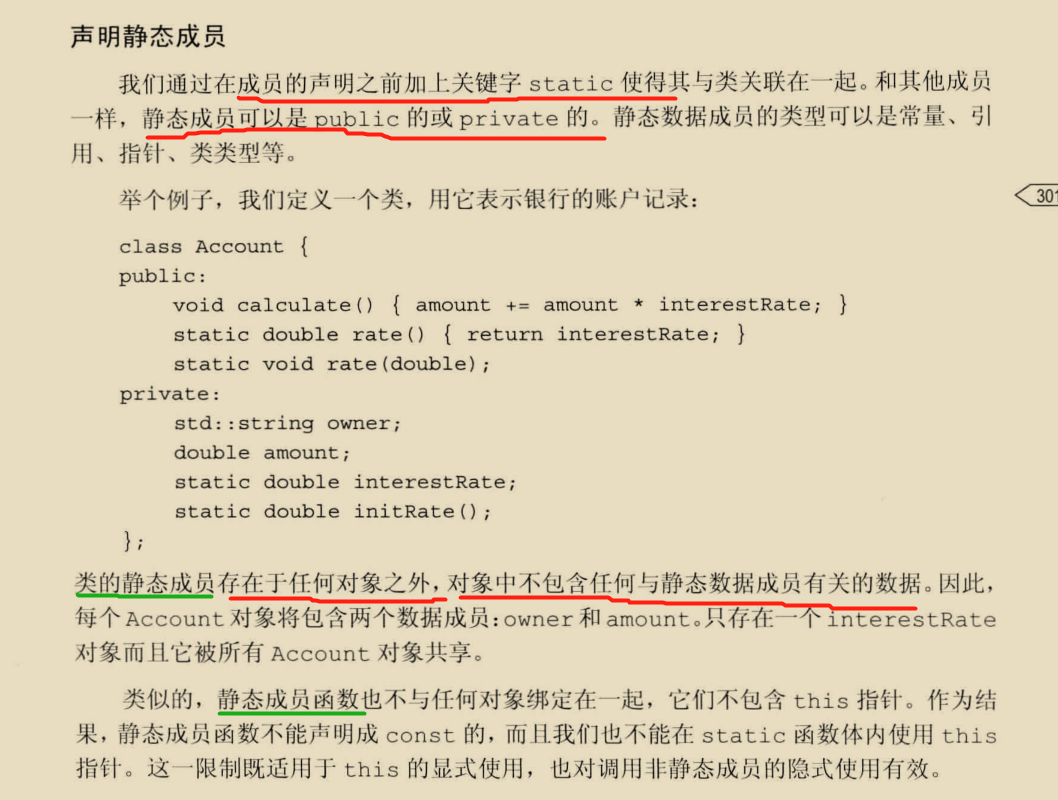 声明静态成员
我们通过在成员的声明之前加上关键字 static 使得其与类关联在一起。和其他成员
一样，静态成员可以是 public 的或 private 的。静态数据成员的类型可以是常量、引
用、指针、类类型等。
举个例子，我们定义一个类，用它表示银行的账户记录：
301
class Account {
public:
    void calculate() { amount += amount * interestRate; }
    static double rate() { return interestRate; }
    static void rate(double);
private:
    std::string owner;
    double amount;
    static double interestRate;
    static double initRate();
};
类的静态成员存在于任何对象之外，对象中不包含任何与静态数据成员有关的数据。因此，
每个 Account 对象将包含两个数据成员：owner 和 amount。只存在一个 interestRate
对象而且它被所有 Account 对象共享。
类似的，静态成员函数也不与任何对象绑定在一起，它们不包含 this 指针。作为结
果，静态成员函数不能声明成 const 的，而且我们也不能在 static 函数体内使用 this
指针。这一限制既适用于 this 的显式使用，也对调用非静态成员的隐式使用有效。